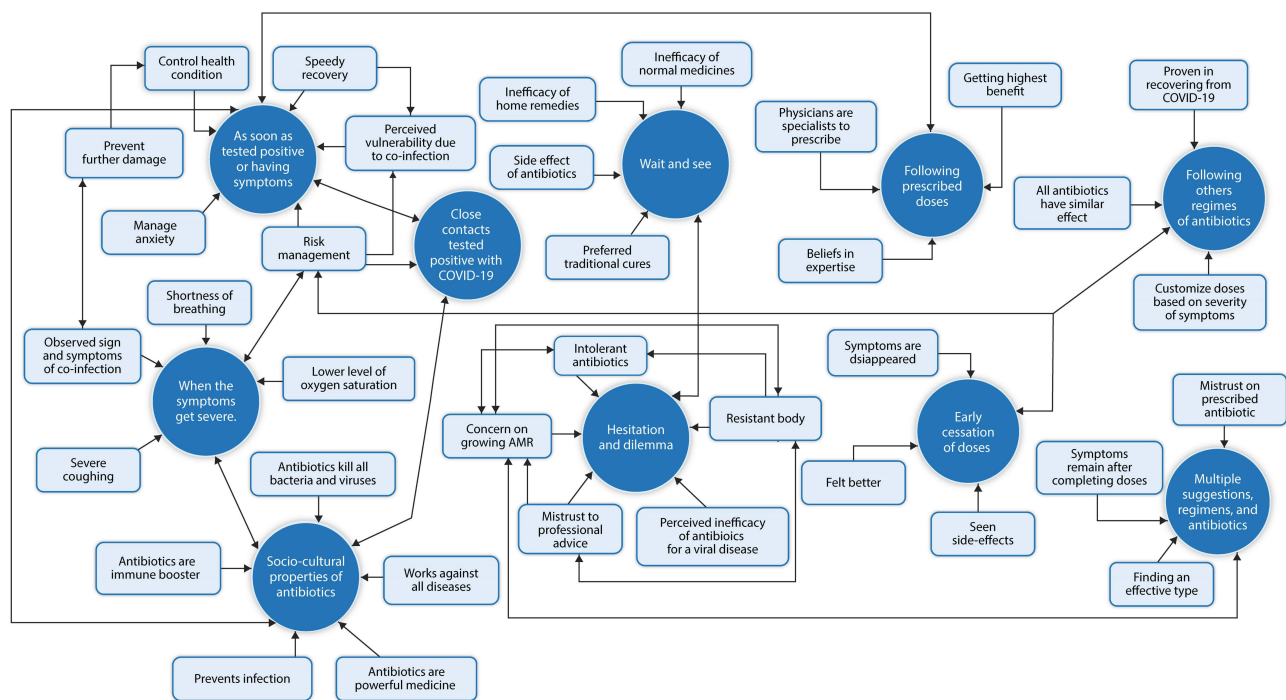 Control health
condition
Speedy
recovery
Prevent
further damage
As soon as
tested positive
or having
symptoms
Perceived
vulnerability due
to co-infection
Manage
anxiety
Risk
management
Close
contacts
tested
positive with
COVID-19
Inefficacy of
normal medicines
Inefficacy of
home remedies
Side effect
of antibiotics
Wait and see
Preferred
traditional cures
Getting highest
benefit
Physicians are
specialists to
prescribe
Following
prescribed
doses
Beliefs in
expertise
Proven in
recovering from
COVID-19
All antibiotics
have similar
effect
Following
others
regimes
of antibiotics
Customize doses
based on severity
of symptoms
Shortness of
breathing
Observed sign
and symptoms
of co-infection
When the
symptoms
get severe.
Lower level of
oxygen saturation
Severe
coughing
Antibiotics kill all
bacteria and viruses
Antibiotics are
immune booster
Socio-cultural
properties of
antibiotics
Works against
all diseases
Prevents infection
Antibiotics are
powerful medicine
Intolerant
antibiotics
Concern on
growing AMR
Hesitation
and dilemma
Resistant body
Mistrust to
professional
advice
Perceived inefficacy
of antibioics
for a viral disease
Symptoms are
dsiappeared
Early
cessation
of doses
Felt better
Seen
side-effects
Mistrust on
prescribed
antibiotic
Symptoms
remain after
completing doses
Multiple
suggestions,
regimens, and
antibiotics
Finding an
effective type